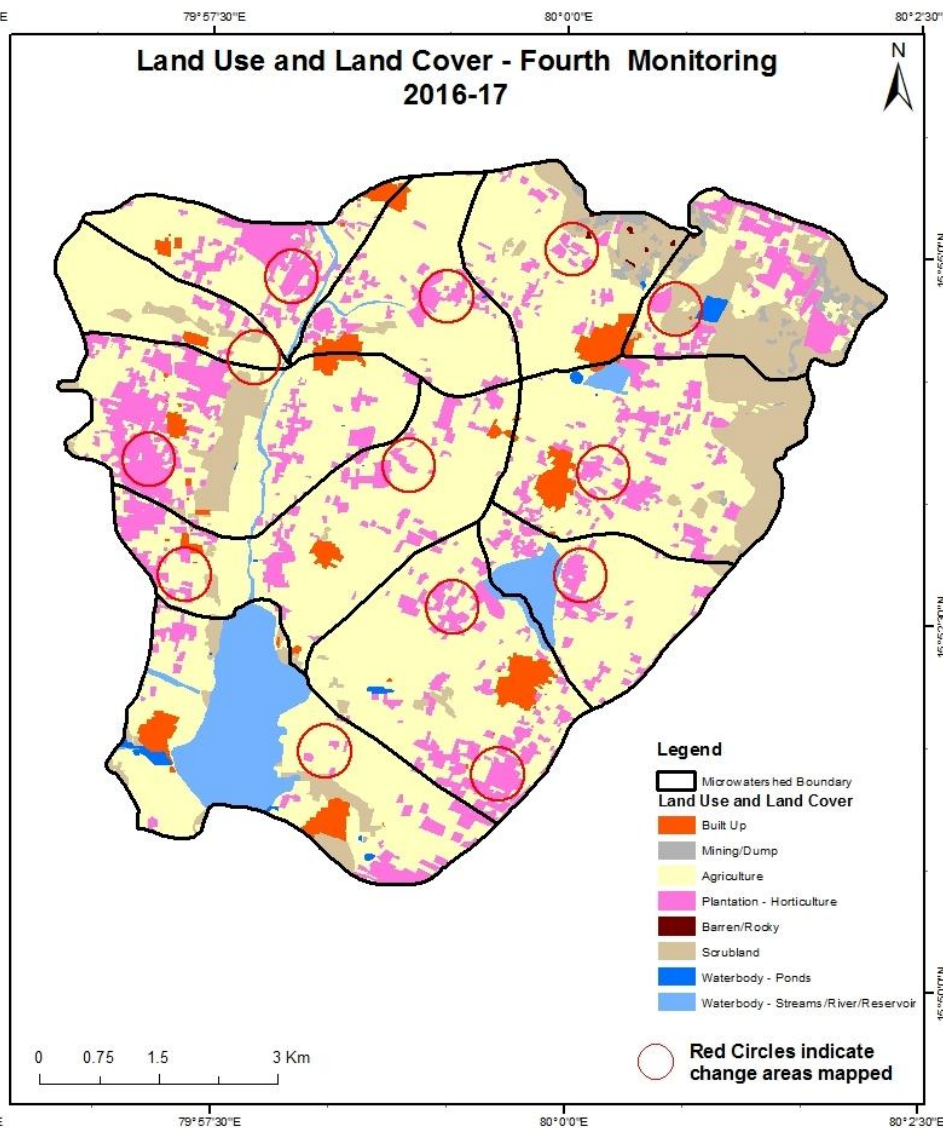 79°57'30"E
80°0'0"E
80°2'30"
Land Use and Land Cover - Fourth Monitoring
2016-17
N
Legend
Microwatershed Boundary
Land Use and Land Cover
Built Up
Mining/Dump
Agriculture
Plantation - Horticulture
Barren/Rocky
Scrubland
Waterbody - Ponds
Waterbody - Streams/River/Reservoir
0 0.75 1.5 3 Km
Red Circles indicate
change areas mapped
79°57'30"E
80°0'0"E
80°2'30"E